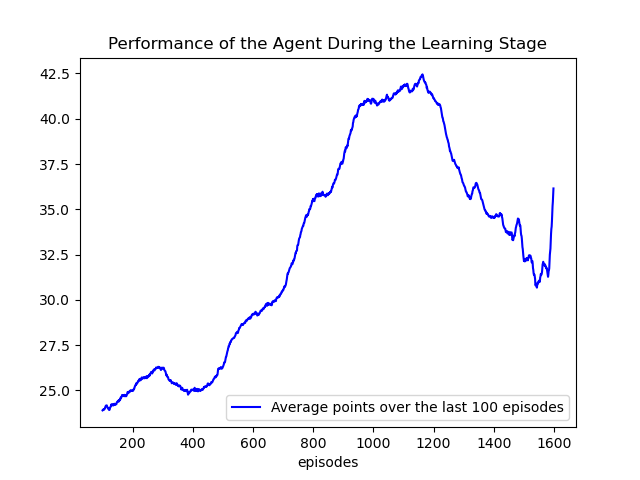 Performance of the Agent During the Learning Stage
42.5
40.0
37.5
35.0
32.5
30.0
27.5
25.0
Average points over the last 100 episodes
200 400 600 800 1000 1200 1400 1600
episodes